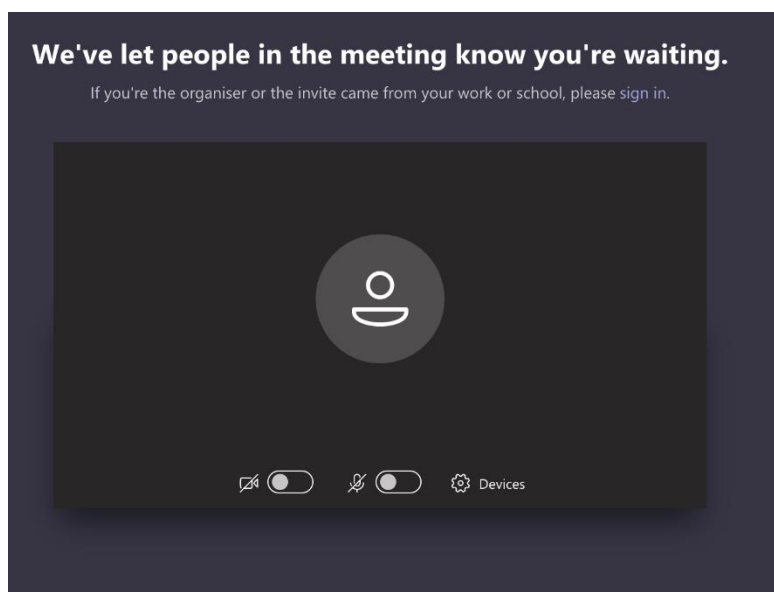 We've let people in the meeting know you're waiting.
If you're the organiser or the invite came from your work or school, please sign in.
Devices